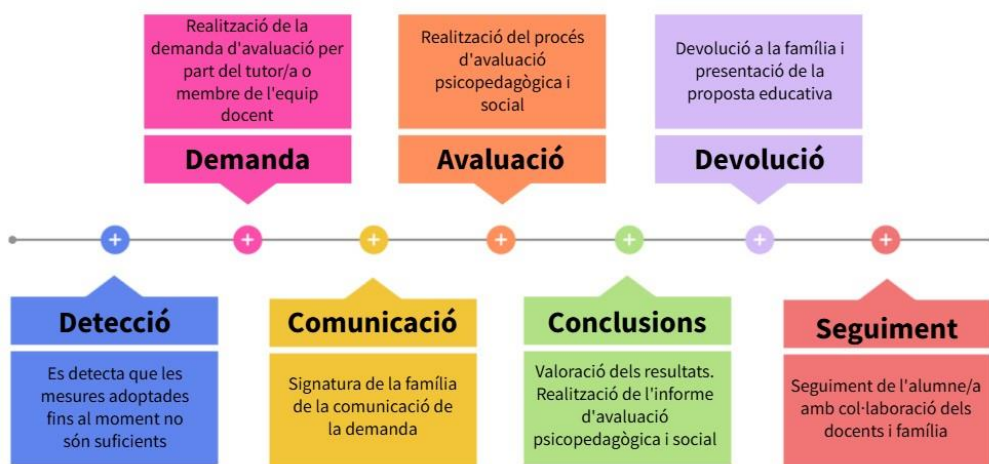 Detecció
Es detecta que les
mesures adoptades
fins al moment no
són suficients
Realització de la
demanda d'avaluació per
part del tutor/a o
membre de l'equip
docent
Demanda
Comunicació
Signatura de la família
de la comunicació de
la demanda
Realització del procés
d'avaluació
psicopedagògica i
social
Avaluació
Conclusions
Valoració dels resultats.
Realització de l'informe
d'avaluació
psicopedagògica i social
Devolució a la família i
presentació de la
proposta educativa
Devolució
Seguiment
Seguiment de l'alumne/a
amb col·laboració dels
docents i família